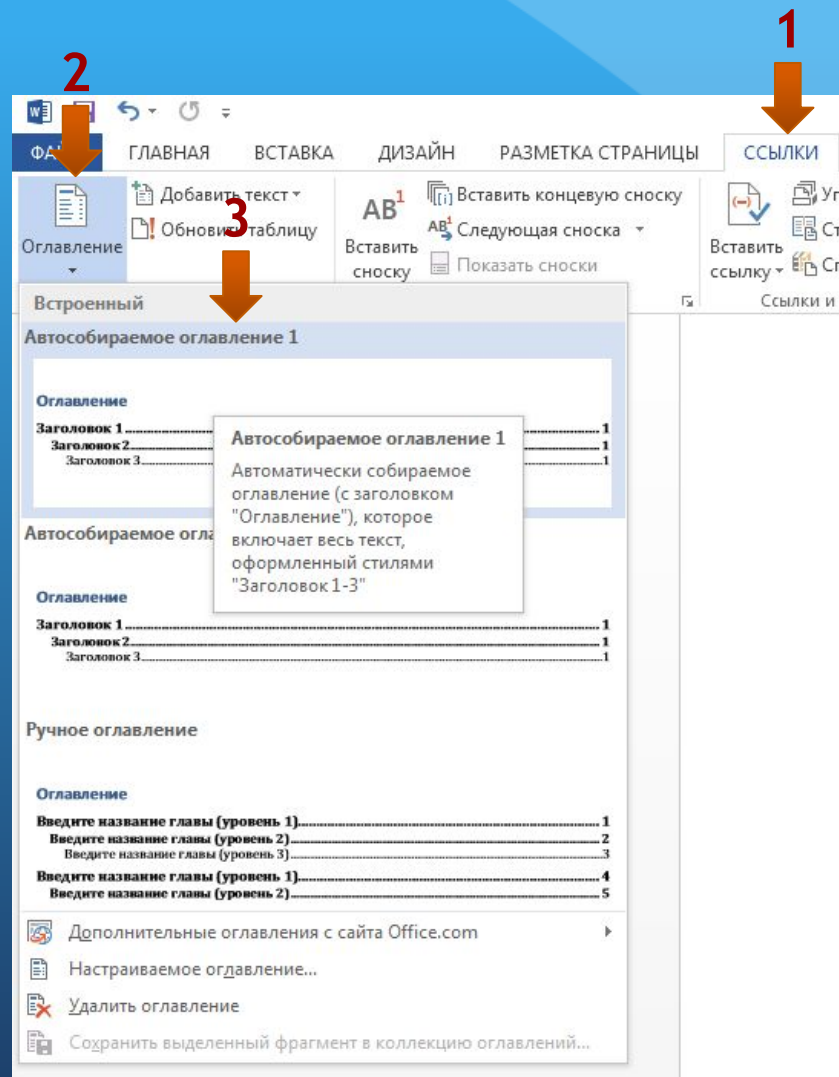 1
2
ГЛАВНАЯ ВСТАВКА ДИЗАЙН РАЗМЕТКА СТРАНИЦЫ ССЫЛКИ
Оглавление
Добавить текст
Обновить таблицу
3
AB1
Вставить
сноску
Вставить концевую сноску
AB1 Следующая сноска
Показать сноски
Вставить
ссылку
Ссылки и
Встроенный
Автособираемое оглавление 1
Оглавление
Заголовок 1 1
Заголовок 2 1
Заголовок 3 1
Автособираемое оглавление 1
Автоматически собираемое
оглавление (с заголовком
"Оглавление"), которое
включает весь текст,
оформленный стилями
"Заголовок 1-3"
Автособираемое
Оглавление
Заголовок 1 1
Заголовок 2 1
Заголовок 3 1
Ручное оглавление
Оглавление
Введите название главы (уровень 1) 1
Введите название главы (уровень 2) 2
Введите название главы (уровень 3) 3
Введите название главы (уровень 1) 4
Введите название главы (уровень 2) 5
Дополнительные оглавления с сайта Office.com
Настраиваемое оглавление...
Удалить оглавление
Сохранить выделенный фрагмент в коллекцию оглавлений...